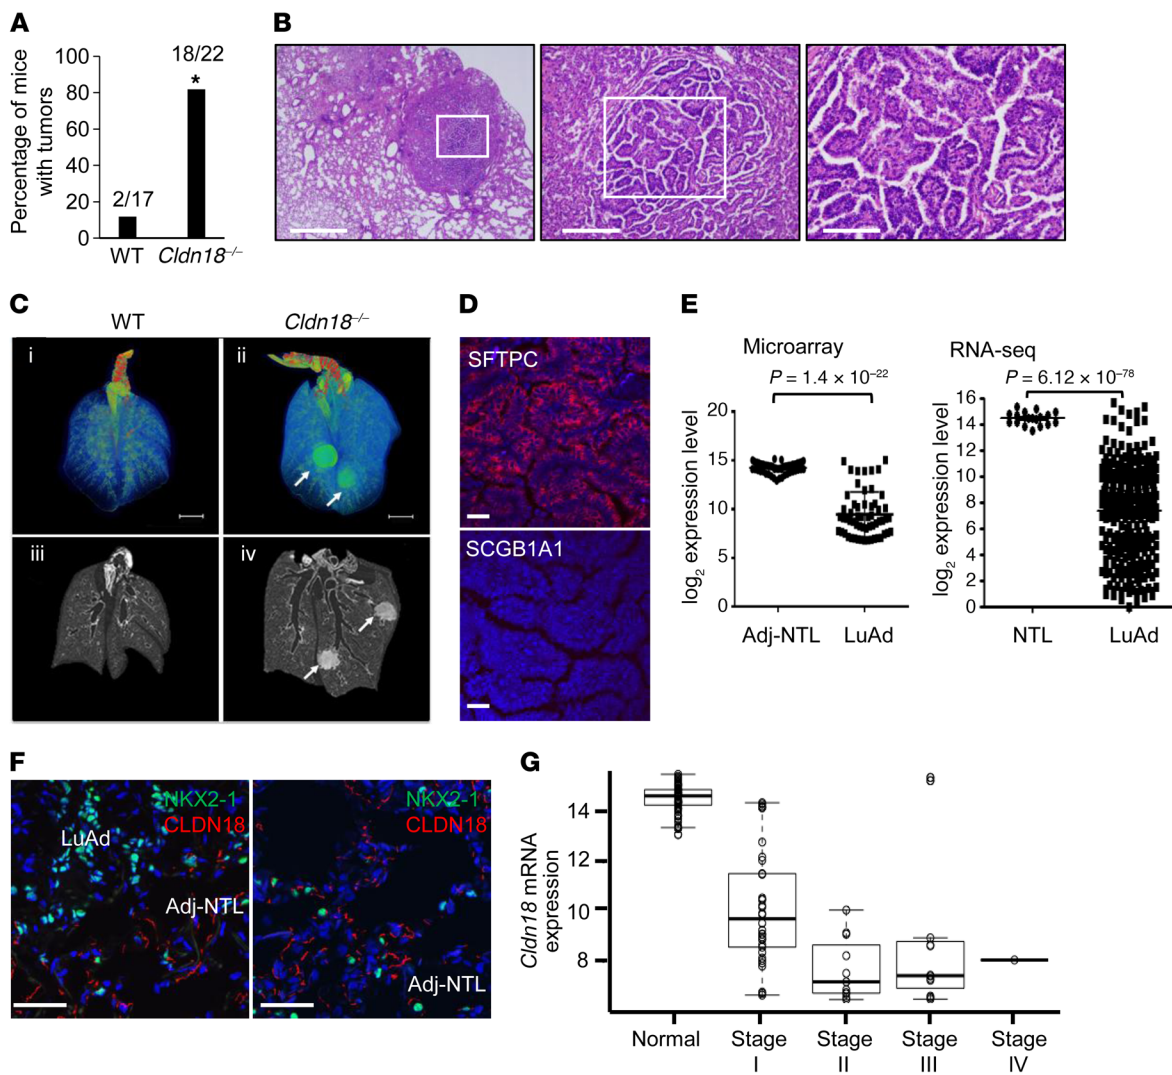 A
Percentage of mice
with tumors
100
80
60
40
20
0
2/17
18/22
*
WT
Cldn18–/–
B
C
WT
Cldn18–/–
i
ii
iii
iv
D
SFTPC
SCGB1A1
E
Microarray
P = 1.4 × 10–22
log2 expression level
20
15
10
5
0
Adj-NTL
LuAd
RNA-seq
P = 6.12 × 10–78
log2 expression level
16
14
12
10
8
6
4
2
0
NTL
LuAd
F
NKX2-1
CLDN18
LuAd
Adj-NTL
NKX2-1
CLDN18
Adj-NTL
G
Cldn18 mRNA
expression
14
12
10
8
Normal
Stage
I
Stage
II
Stage
III
Stage
IV